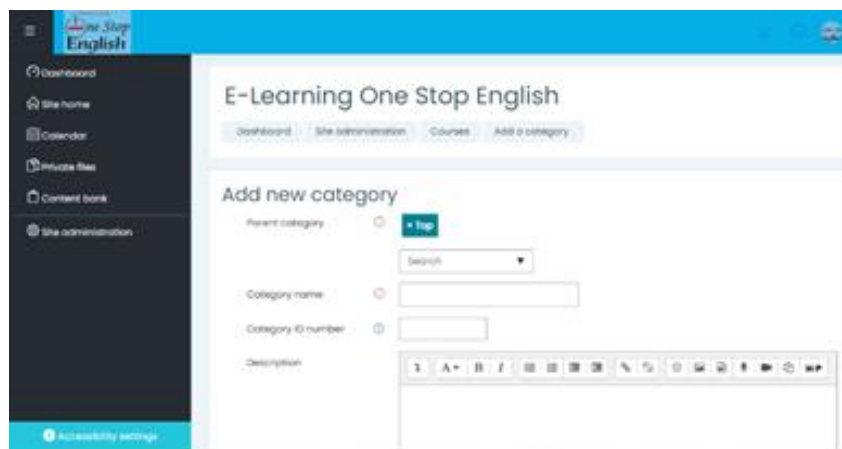 One Stop
English
Dashboard
Site home
Calendar
Private files
Content bank
Site administration
Accessibility settings
E-Learning One Stop English
Dashboard Site administration Courses Add a category
Add new category
Parent category
× Top
Search ▼
Category name
Category ID number
Description
A B I